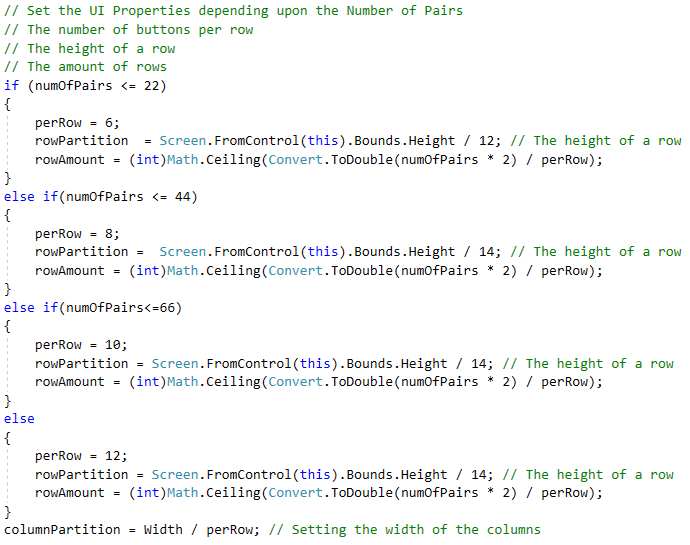 // Set the UI Properties depending upon the Number of Pairs
// The number of buttons per row
// The height of a row
// The amount of rows
if (numOfPairs <= 22)
{
    perRow = 6;
    rowPartition  = Screen.FromControl(this).Bounds.Height / 12; // The height of a row
    rowAmount = (int)Math.Ceiling(Convert.ToDouble(numOfPairs * 2) / perRow);
}
else if(numOfPairs <= 44)
{
    perRow = 8;
    rowPartition =  Screen.FromControl(this).Bounds.Height / 14; // The height of a row
    rowAmount = (int)Math.Ceiling(Convert.ToDouble(numOfPairs * 2) / perRow);
}
else if(numOfPairs<=66)
{
    perRow = 10;
    rowPartition = Screen.FromControl(this).Bounds.Height / 14; // The height of a row
    rowAmount = (int)Math.Ceiling(Convert.ToDouble(numOfPairs * 2) / perRow);
}
else
{
    perRow = 12;
    rowPartition = Screen.FromControl(this).Bounds.Height / 14; // The height of a row
    rowAmount = (int)Math.Ceiling(Convert.ToDouble(numOfPairs * 2) / perRow);
}
columnPartition = Width / perRow; // Setting the width of the columns